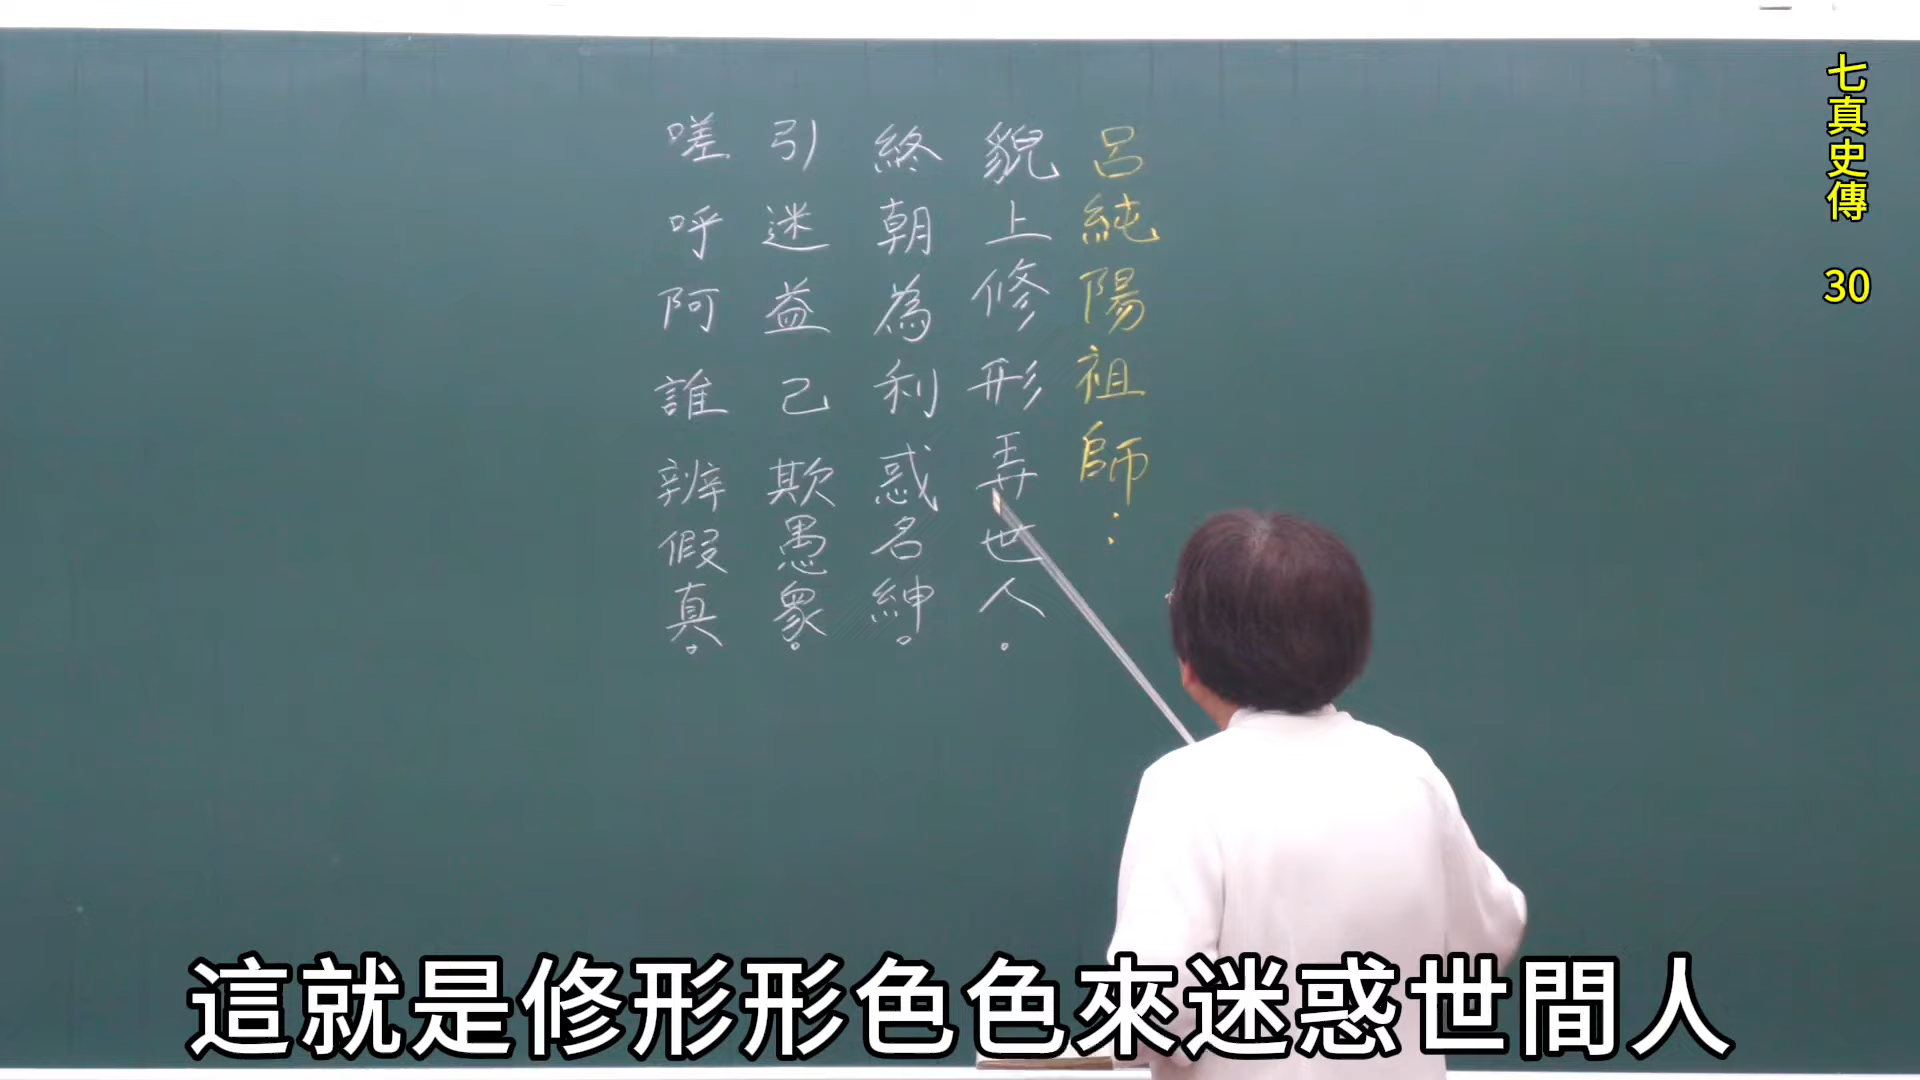 七真史傳 30
呂純陽祖師：
貌上修形弄世人。
終朝為利惑名紳。
引迷益己欺愚眾。
嗟呼阿誰辨假真。
這就是修形形色色來迷惑世間人